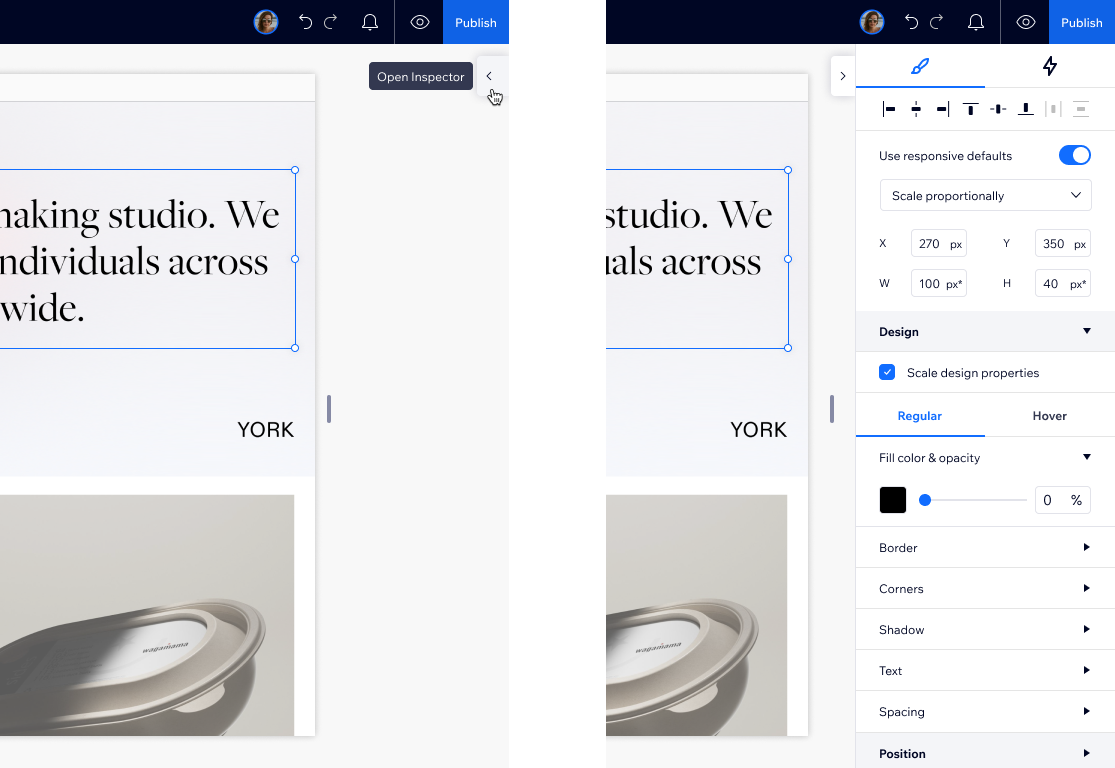 Publish
Open Inspector
making studio. We
ndividuals across
wide.
YORK
wagamama
Publish
studio. We
uals across
YORK
wagamama
Use responsive defaults
Scale proportionally
X 270 px Y 350 px
W 100 px* H 40 px*
Design
Scale design properties
Regular Hover
Fill color & opacity
0 %
Border
Corners
Shadow
Text
Spacing
Position